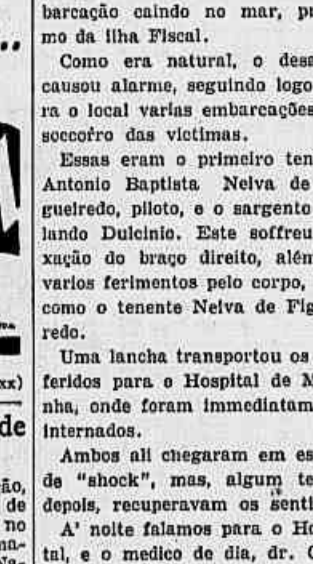 barcação caindo no mar, pr
mo da ilha Fiscal.
Como era natural, o desa
causou alarme, seguindo logo
ra o local varias embarcações
soccorro das victimas.
Essas eram o primeiro ten
Antonio Baptista Neiva de
gueiredo, piloto, e o sargento
lando Dulcinio. Este soffreu
xação do braço direito, além
varios ferimentos pelo corpo,
como o tenente Neiva de Fig
redo.
Uma lancha transportou os
feridos para o Hospital de M
nha, onde foram immediatam
internados.
Ambos ali chegaram em es
de "shock", mas, algum te
depois, recuperavam os senti
A' noite falamos para o Ho
tal, e o medico de dia, dr. C
xx)
de
ão,
de
no
ma-